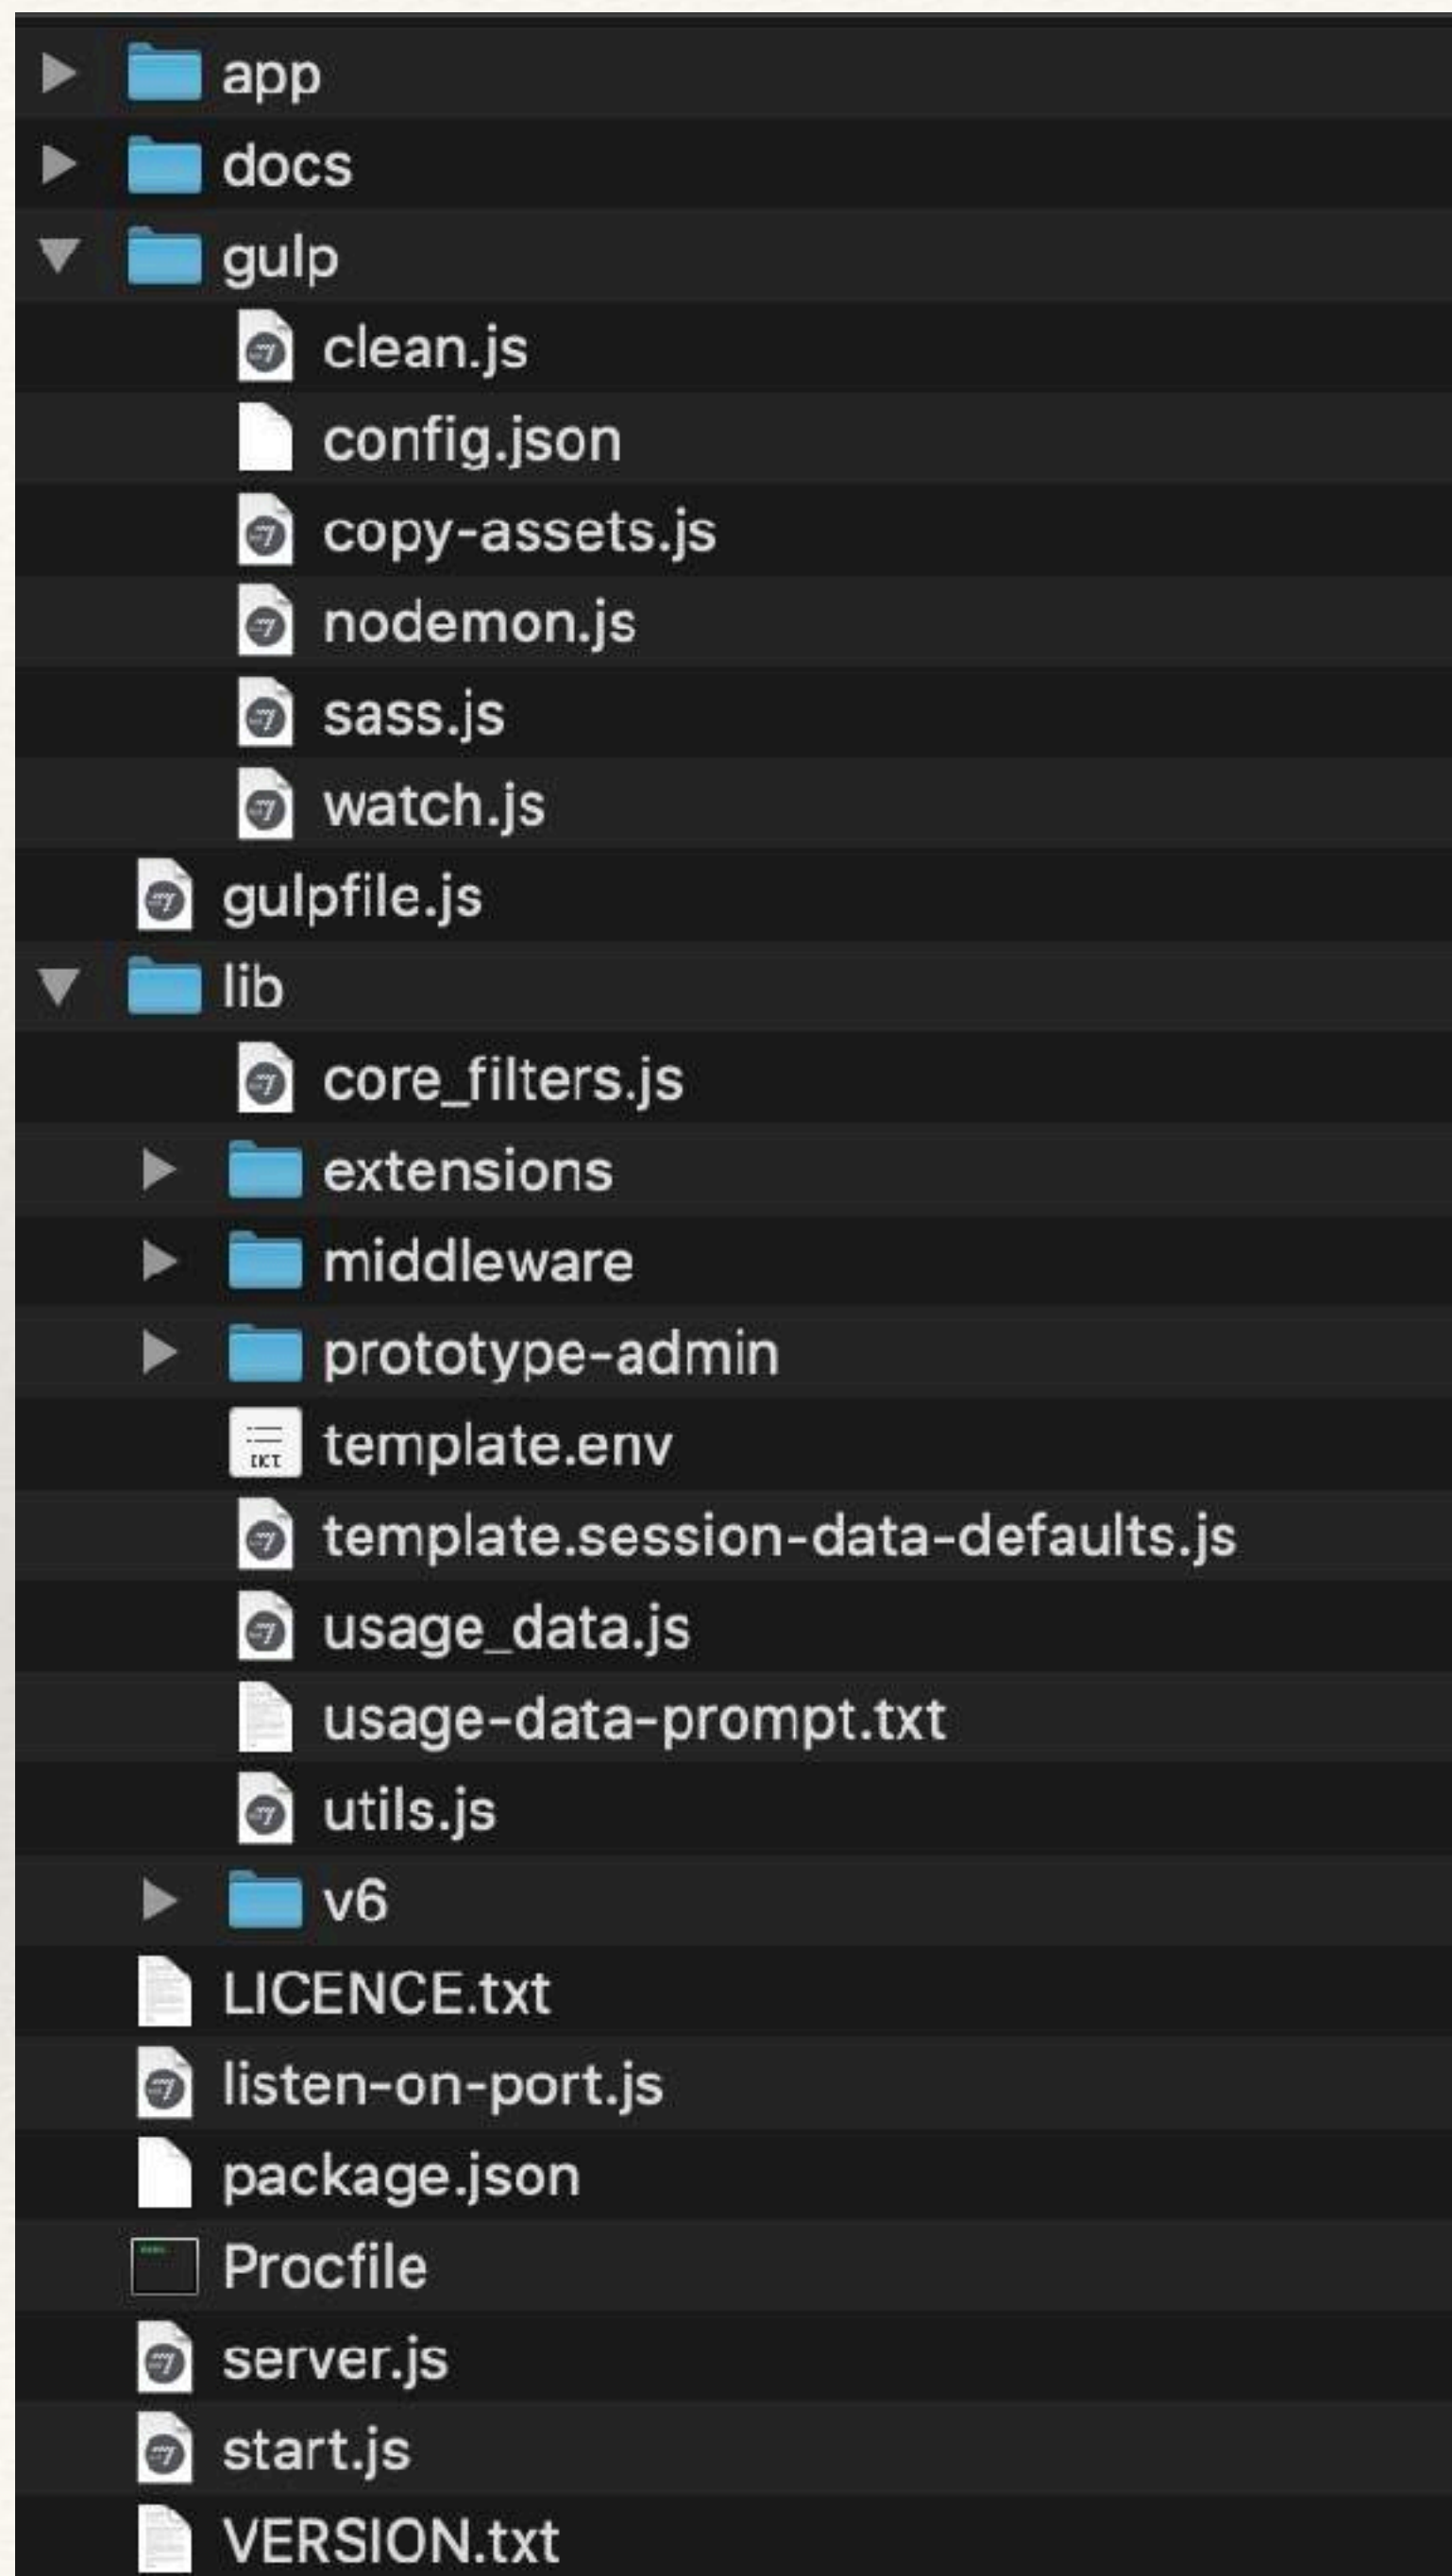 app
docs
gulp
clean.js
config.json
copy-assets.js
nodemon.js
sass.js
watch.js
gulpfile.js
lib
core_filters.js
extensions
middleware
prototype-admin
template.env
template.session-data-defaults.js
usage_data.js
usage-data-prompt.txt
utils.js
v6
LICENCE.txt
listen-on-port.js
package.json
Procfile
server.js
start.js
VERSION.txt